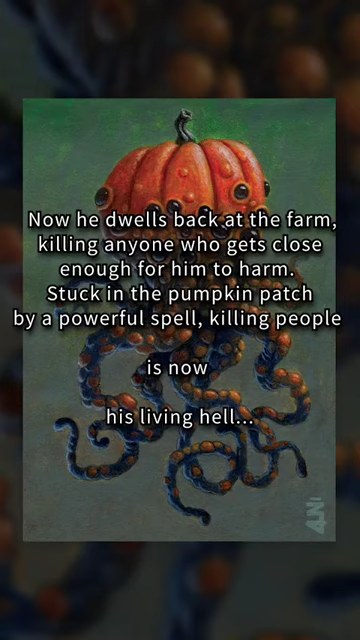 Now he dwells back at the farm,
killing anyone who gets close
enough for him to harm.
Stuck in the pumpkin patch
by a powerful spell, killing people
is now
his living hell...